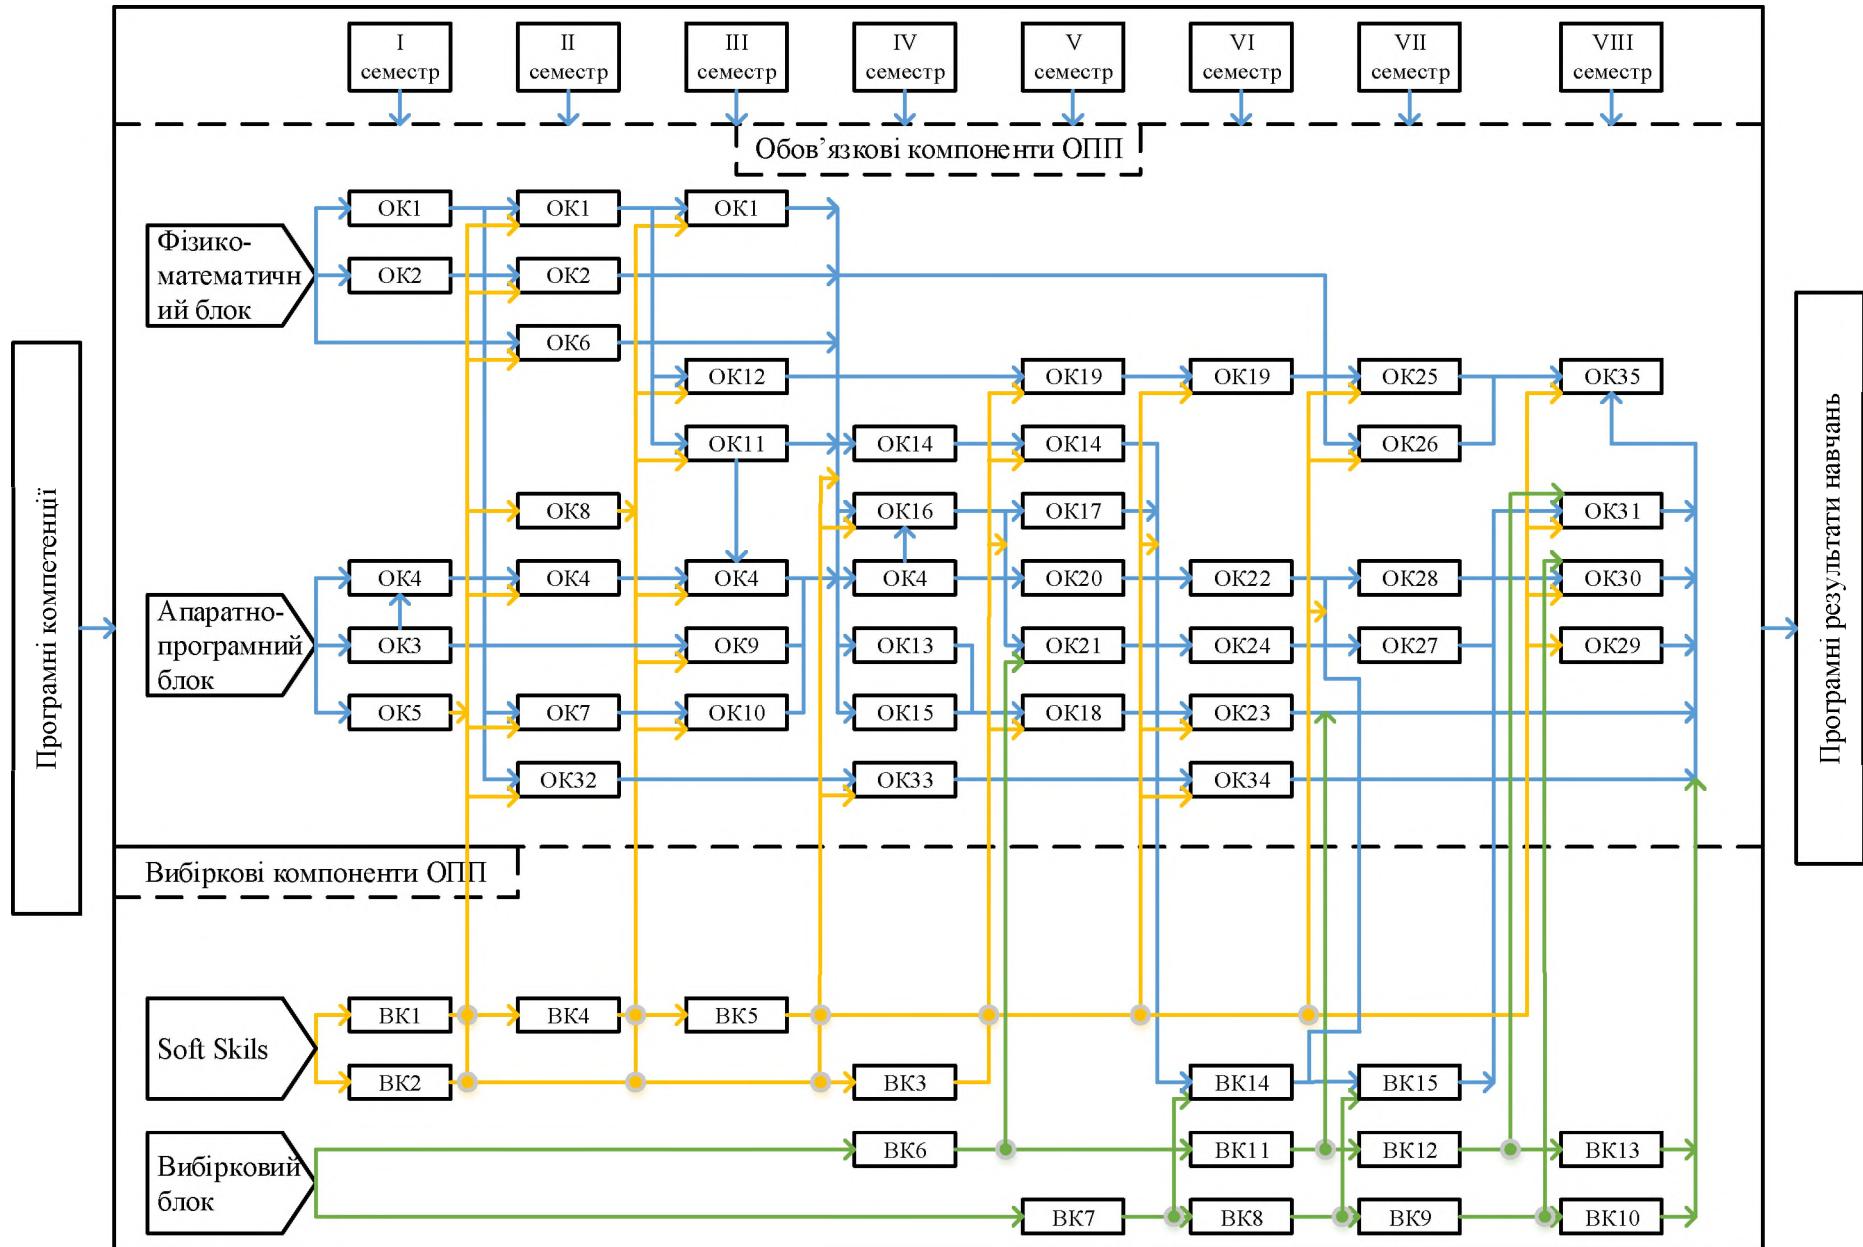 I
семестр
II
семестр
III
семестр
IV
семестр
V
семестр
VI
семестр
VII
семестр
VIII
семестр
Обов’язкові компоненти ОПП
ОК1
ОК1
ОК1
Фізико-
математичн
ий блок
ОК2
ОК2
ОК6
ОК12
ОК19
ОК19
ОК25
ОК35
ОК11
ОК14
ОК14
ОК26
ОК8
ОК16
ОК17
ОК31
ОК4
ОК4
ОК4
ОК4
ОК20
ОК22
ОК28
ОК30
Апаратно-
програмний
блок
ОК3
ОК9
ОК13
ОК21
ОК24
ОК27
ОК29
ОК5
ОК7
ОК10
ОК15
ОК18
ОК23
ОК32
ОК33
ОК34
Програмні компетенції
Програмні результати навчань
Вибіркові компоненти ОПП
Soft Skils
ВК1
ВК4
ВК5
ВК2
ВК3
ВК14
ВК15
Вибірковий
блок
ВК6
ВК11
ВК12
ВК13
ВК7
ВК8
ВК9
ВК10